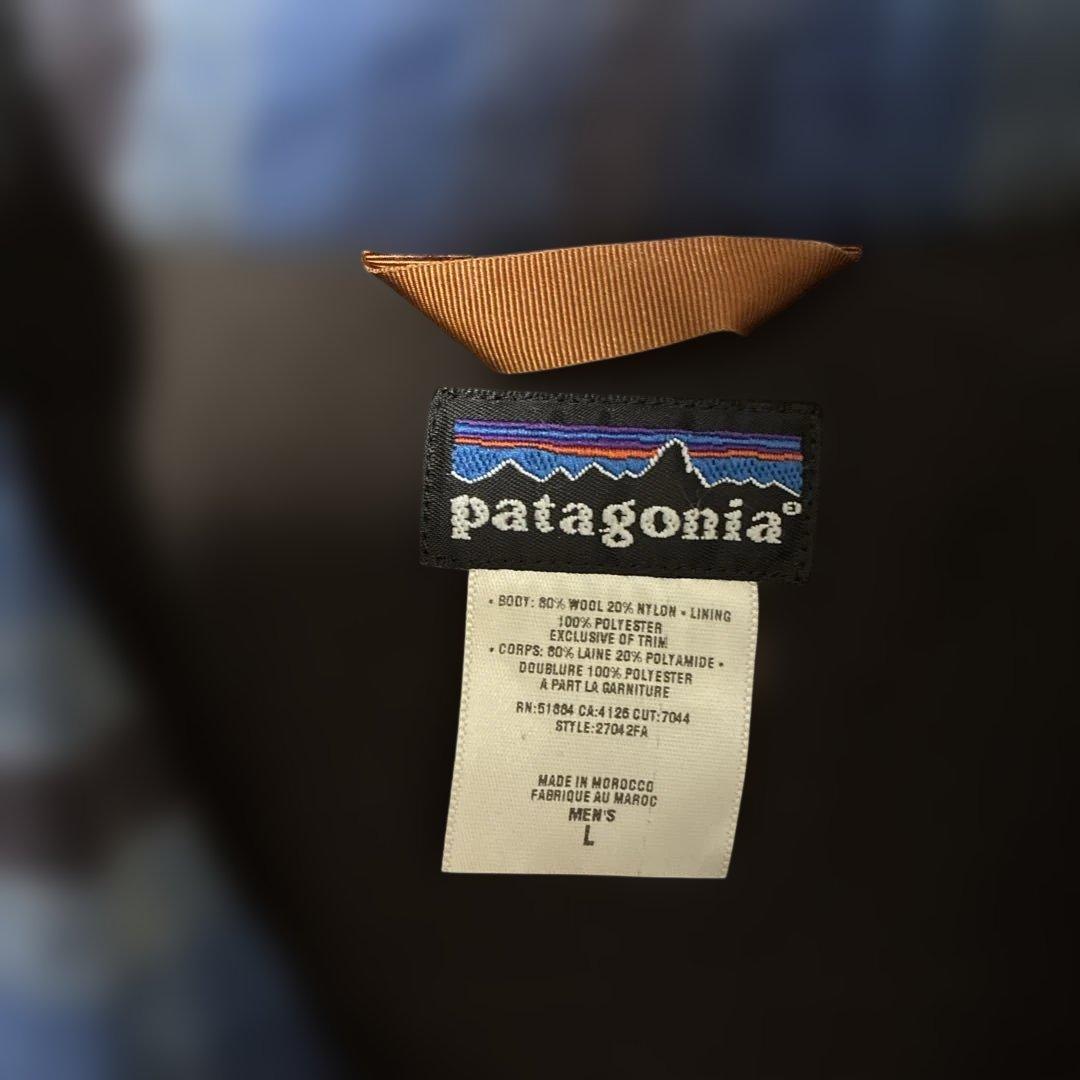 patagonia®
• BODY: 80% WOOL 20% NYLON • LINING
100% POLYESTER
EXCLUSIVE OF TRIM
• CORPS: 80% LAINE 20% POLYAMIDE •
DOUBLURE 100% POLYESTER
A PART LA GARNITURE
RN:51884 CA:4126 CUT:7044
STYLE:27042FA
MADE IN MOROCCO
FABRIQUE AU MAROC
MEN'S
L